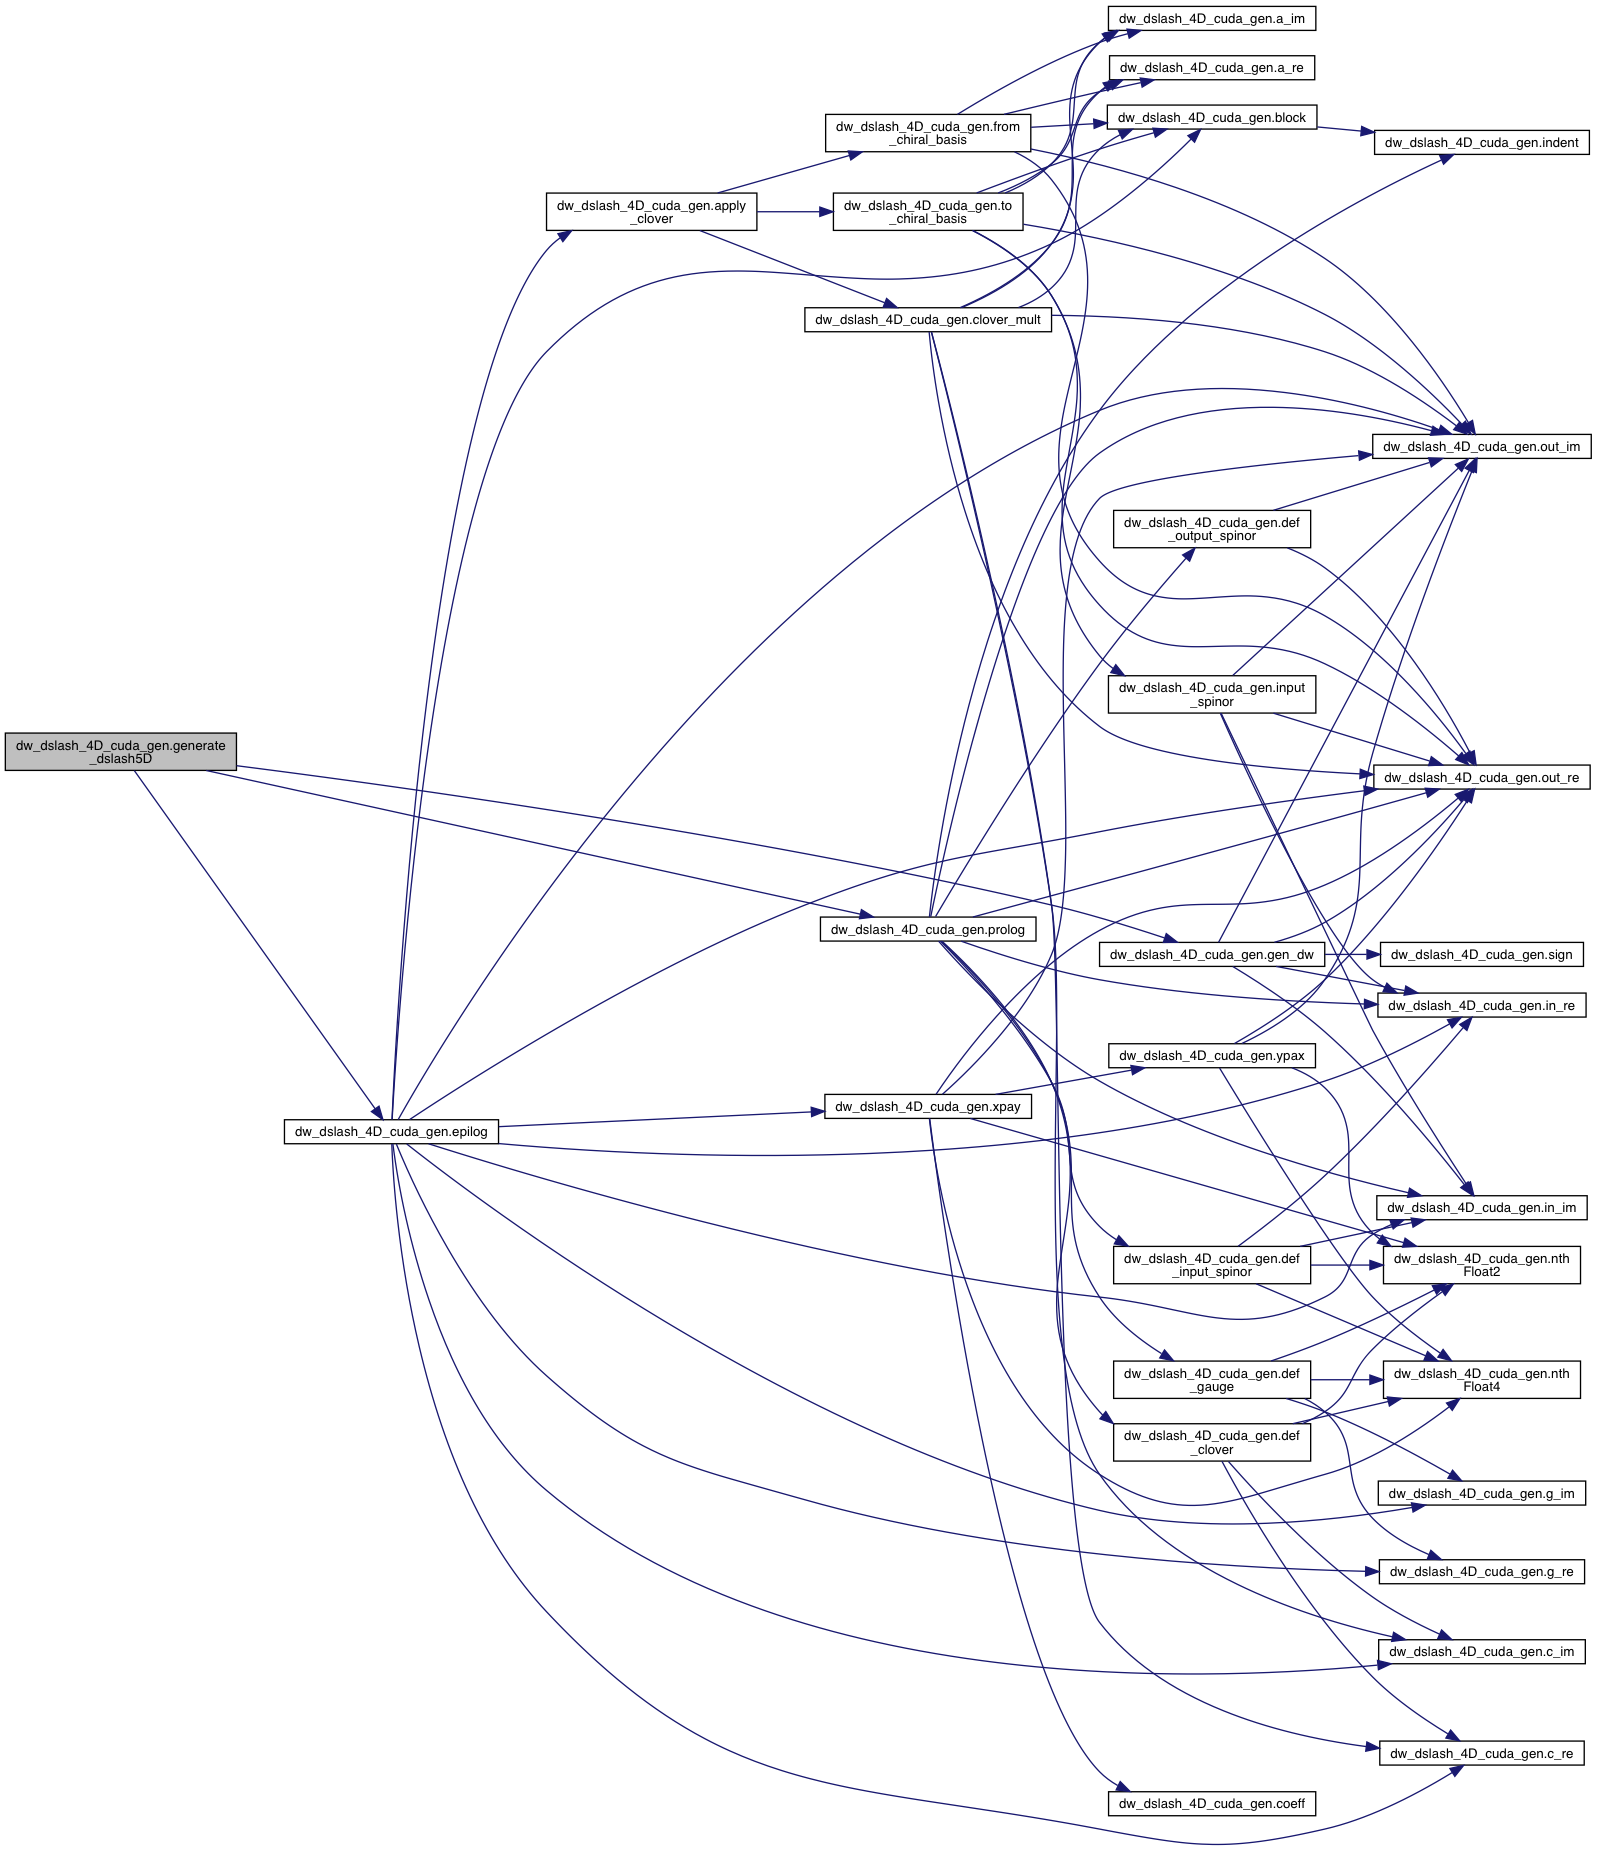 dw_dslash_4D_cuda_gen.a_im
dw_dslash_4D_cuda_gen.a_re
dw_dslash_4D_cuda_gen.block
dw_dslash_4D_cuda_gen.from
_chiral_basis
dw_dslash_4D_cuda_gen.indent
dw_dslash_4D_cuda_gen.apply
_clover
dw_dslash_4D_cuda_gen.to
_chiral_basis
dw_dslash_4D_cuda_gen.clover_mult
dw_dslash_4D_cuda_gen.out_im
dw_dslash_4D_cuda_gen.def
_output_spinor
dw_dslash_4D_cuda_gen.input
_spinor
dw_dslash_4D_cuda_gen.generate
_dslash5D
dw_dslash_4D_cuda_gen.out_re
dw_dslash_4D_cuda_gen.prolog
dw_dslash_4D_cuda_gen.gen_dw
dw_dslash_4D_cuda_gen.sign
dw_dslash_4D_cuda_gen.in_re
dw_dslash_4D_cuda_gen.ypax
dw_dslash_4D_cuda_gen.xpay
dw_dslash_4D_cuda_gen.epilog
dw_dslash_4D_cuda_gen.in_im
dw_dslash_4D_cuda_gen.def
_input_spinor
dw_dslash_4D_cuda_gen.nth
Float2
dw_dslash_4D_cuda_gen.def
_gauge
dw_dslash_4D_cuda_gen.nth
Float4
dw_dslash_4D_cuda_gen.def
_clover
dw_dslash_4D_cuda_gen.g_im
dw_dslash_4D_cuda_gen.g_re
dw_dslash_4D_cuda_gen.c_im
dw_dslash_4D_cuda_gen.c_re
dw_dslash_4D_cuda_gen.coeff